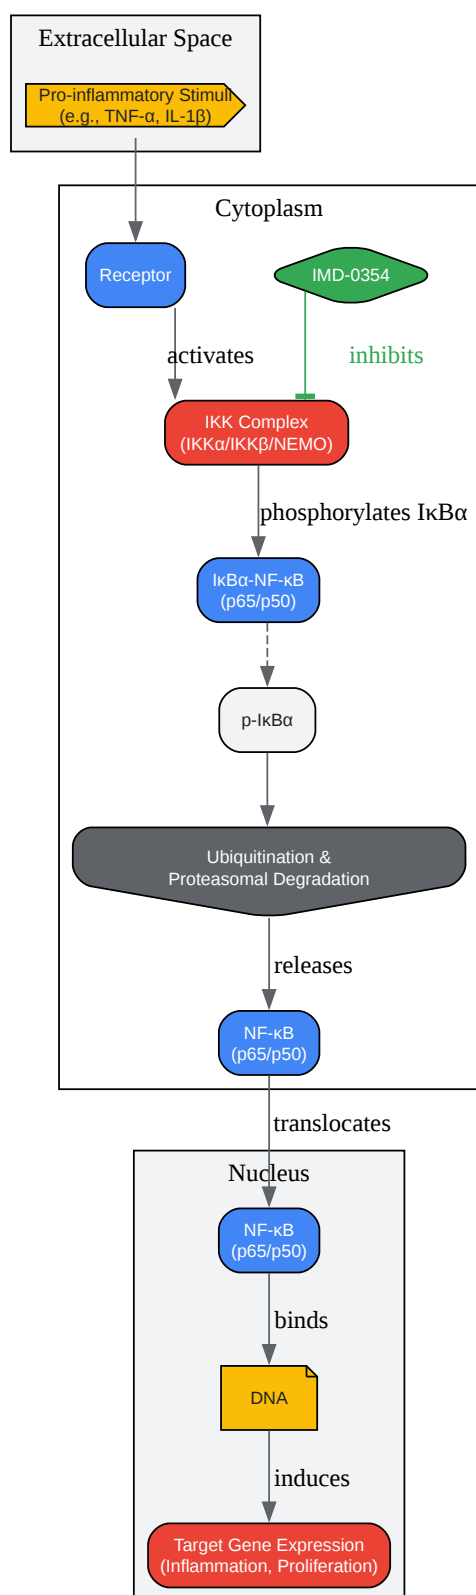 Extracellular Space
Pro-inflammatory Stimuli
(e.g., TNF-α, IL-1β)
Cytoplasm
Receptor
IMD-0354
activates
inhibits
IKK Complex
(IKKα/IKKβ/NEMO)
phosphorylates IκBα
IκBα-NF-κB
(p65/p50)
p-IκBα
Ubiquitination &
Proteasomal Degradation
releases
NF-κB
(p65/p50)
translocates
Nucleus
NF-κB
(p65/p50)
binds
DNA
induces
Target Gene Expression
(Inflammation, Proliferation)